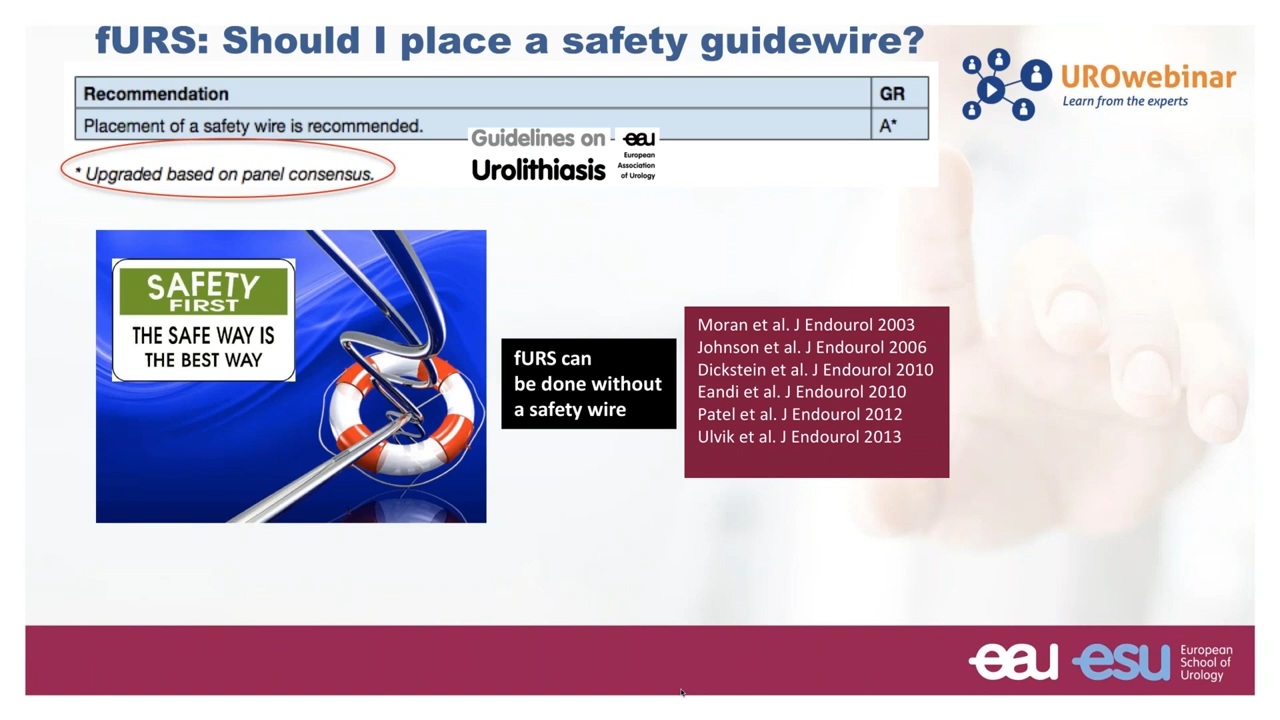 fURS: Should I place a safety guidewire?
UROwebinar
Learn from the experts
Recommendation GR
Placement of a safety wire is recommended. A*
* Upgraded based on panel consensus.
Guidelines on
Urolithiasis
eau
European
Association
of Urology
SAFETY
FIRST
THE SAFE WAY IS
THE BEST WAY
fURS can
be done without
a safety wire
Moran et al. J Endourol 2003
Johnson et al. J Endourol 2006
Dickstein et al. J Endourol 2010
Eandi et al. J Endourol 2010
Patel et al. J Endourol 2012
Ulvik et al. J Endourol 2013
eau esu
European
School of
Urology